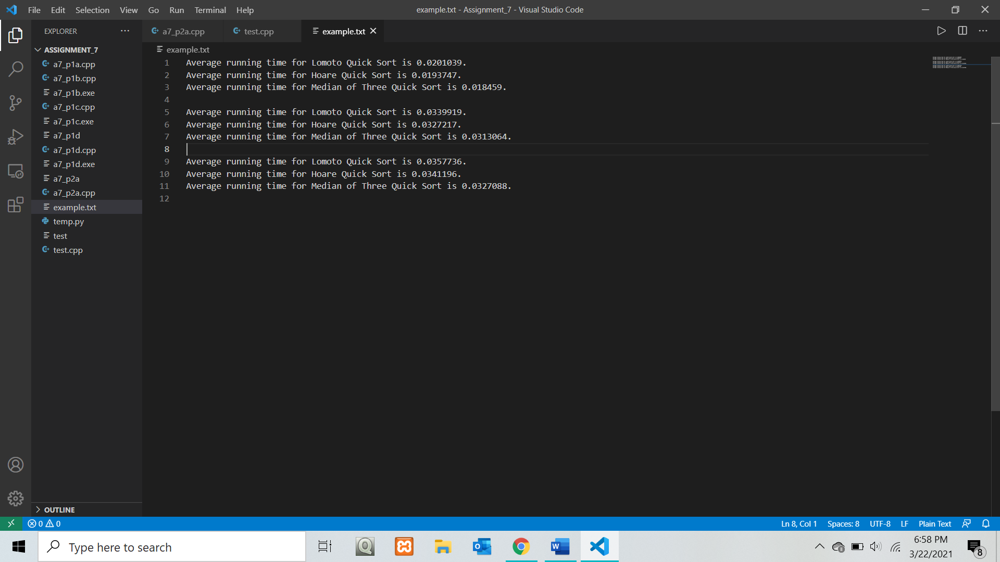 File Edit Selection View Go Run Terminal Help
example.txt - Assignment_7 - Visual Studio Code
EXPLORER
ASSIGNMENT_7
a7_p1a.cpp
a7_p1b.cpp
a7_p1b.exe
a7_p1c.cpp
a7_p1c.exe
a7_p1d
a7_p1d.cpp
a7_p1d.exe
a7_p2a
a7_p2a.cpp
example.txt
temp.py
test
test.cpp
OUTLINE
a7_p2a.cpp test.cpp example.txt
example.txt
1 Average running time for Lomoto Quick Sort is 0.0201039.
2 Average running time for Hoare Quick Sort is 0.0193747.
3 Average running time for Median of Three Quick Sort is 0.018459.
4
5 Average running time for Lomoto Quick Sort is 0.0339919.
6 Average running time for Hoare Quick Sort is 0.0327217.
7 Average running time for Median of Three Quick Sort is 0.0313064.
8
9 Average running time for Lomoto Quick Sort is 0.0357736.
10 Average running time for Hoare Quick Sort is 0.0341196.
11 Average running time for Median of Three Quick Sort is 0.0327088.
12
0 0 Ln 8, Col 1 Spaces: 8 UTF-8 LF Plain Text
Type here to search
6:58 PM
3/22/2021
8